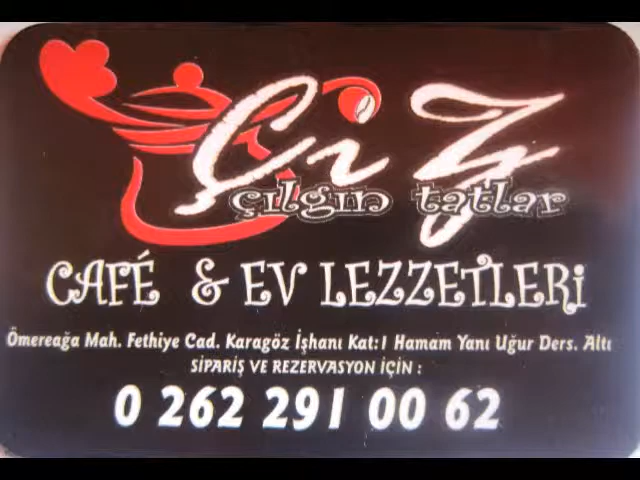 Çiz
çılgın tatlar
CAFÉ & EV LEZZETLERİ
Ömereağa Mah. Fethiye Cad. Karagöz İşhanı Kat:1 Hamam Yanı Uğur Ders. Altı
SİPARİŞ VE REZERVASYON İÇİN :
0 262 291 00 62